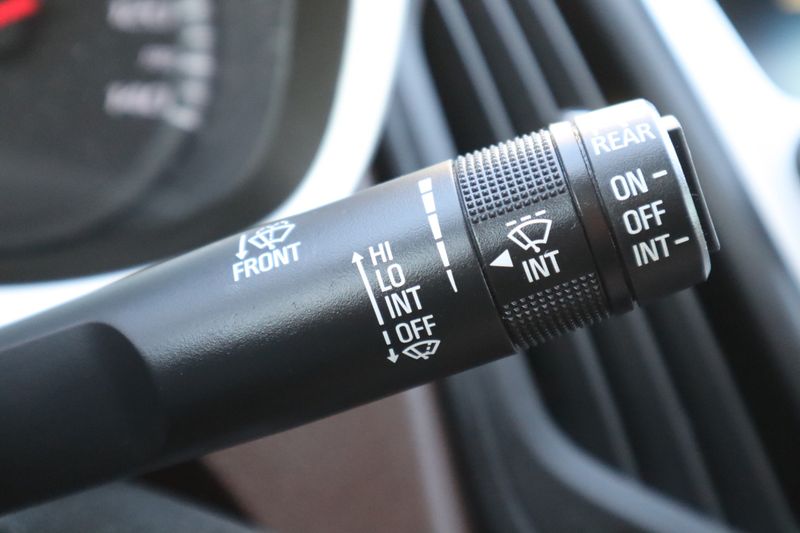 FRONT
HI
LO
INT
OFF
INT
REAR
ON
OFF
INT